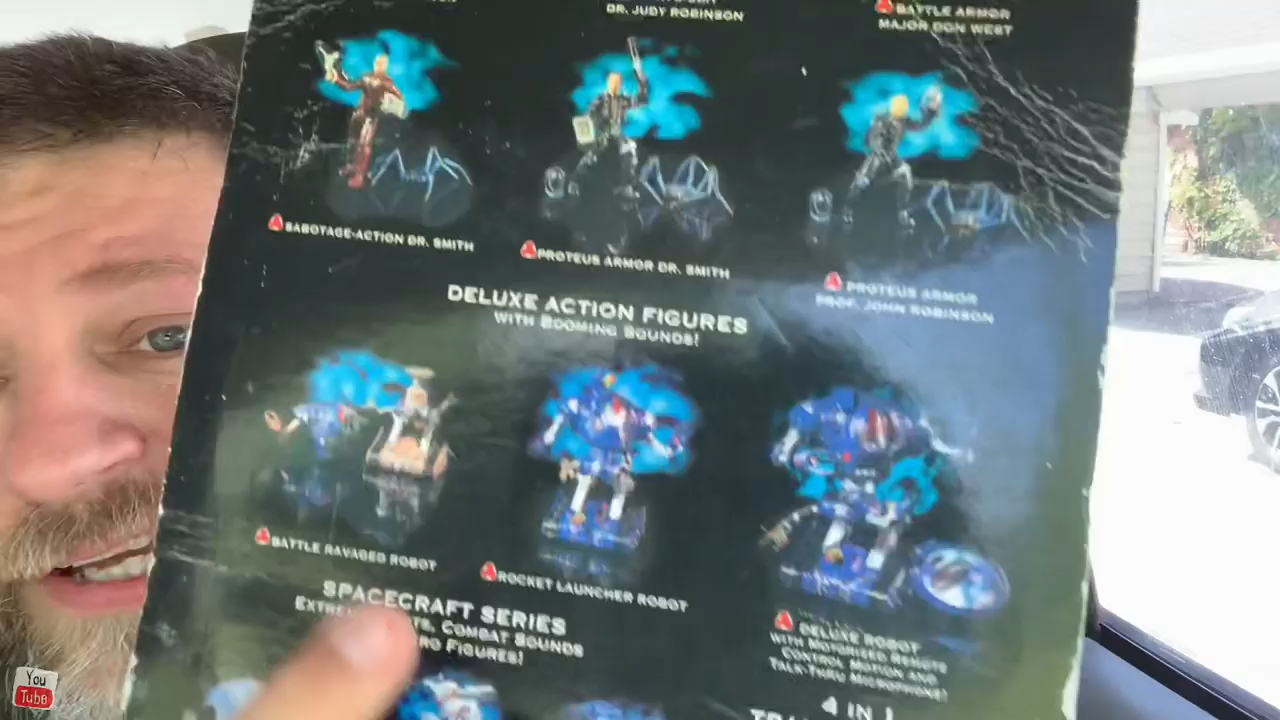 DR. JUDY ROBINSON
BATTLE ARMOR
MAJOR DON WEST
SABOTAGE-ACTION DR. SMITH
PROTEUS ARMOR DR. SMITH
PROTEUS ARMOR
PROF. JOHN ROBINSON
DELUXE ACTION FIGURES
WITH BOOMING SOUNDS!
BATTLE RAVAGED ROBOT
ROCKET LAUNCHER ROBOT
DELUXE ROBOT
WITH MOTORIZED REMOTE
CONTROL MOTION AND
TALK-THRU MICROPHONE!
SPACECRAFT SERIES
COMBAT SOUNDS
FIGURES!
4 IN 1
You
Tube